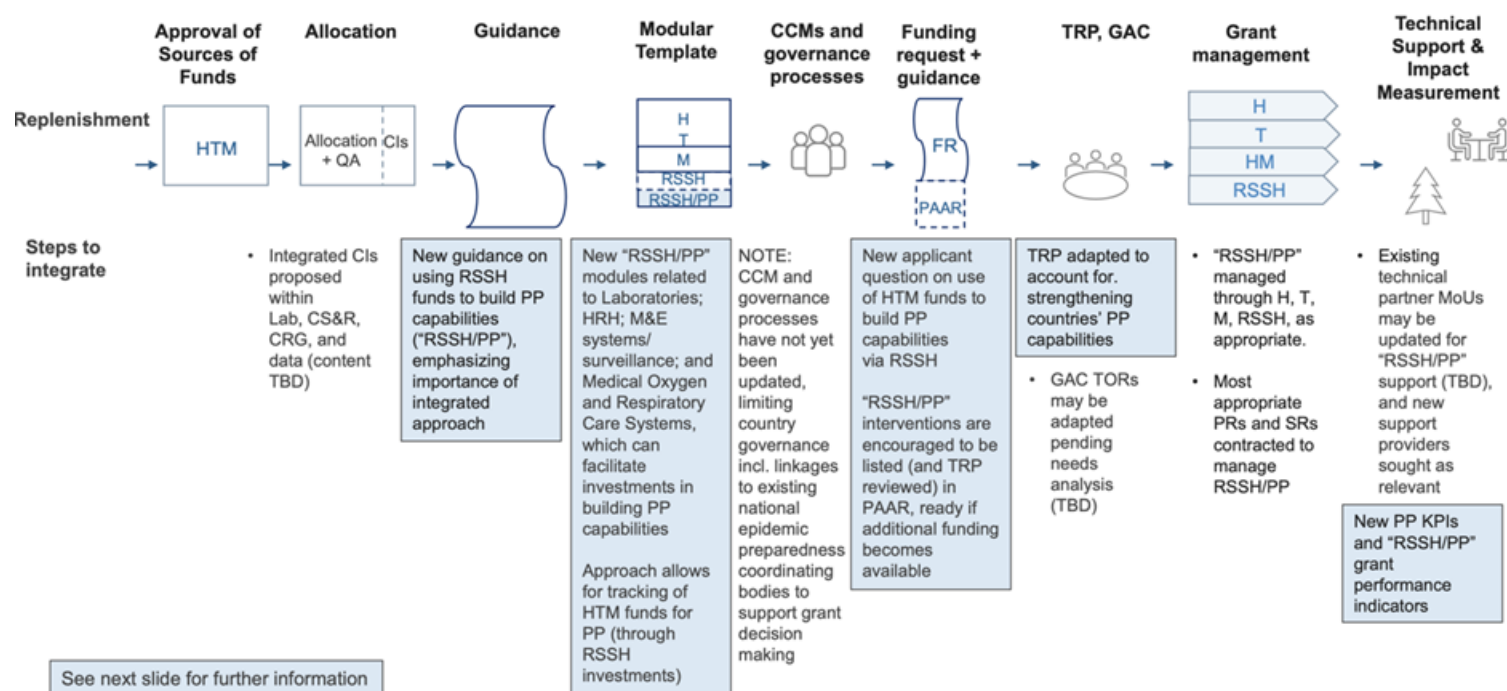 Approval of
Sources of
Funds
Allocation
Guidance
Modular
Template
CCMs and
governance
processes
Funding
request +
guidance
TRP, GAC
Grant
management
Technical
Support &
Impact
Measurement
Replenishment
HTM
Allocation
+ QA
CIs
H
T
M
RSSH
RSSH/PP
FR
PAAR
H
T
HM
RSSH
Steps to
integrate
• Integrated CIs
proposed
within
Lab, CS&R,
CRG, and
data (content
TBD)
New guidance on
using RSSH
funds to build PP
capabilities
("RSSH/PP"),
emphasizing
importance of
integrated
approach
New “RSSH/PP”
modules related
to Laboratories;
HRH; M&E
systems/
surveillance; and
Medical Oxygen
and Respiratory
Care Systems,
which can
facilitate
investments in
building PP
capabilities
Approach allows
for tracking of
HTM funds for
PP (through
RSSH
investments)
NOTE:
CCM and
governance
processes
have not yet
been
updated,
limiting
country
governance
incl. linkages
to existing
national
epidemic
preparedness
coordinating
bodies to
support grant
decision
making
New applicant
question on use
of HTM funds to
build PP
capabilities
via RSSH
“RSSH/PP”
interventions are
encouraged to be
listed (and TRP
reviewed) in
PAAR, ready if
additional funding
becomes
available
TRP adapted to
account for.
strengthening
countries’ PP
capabilities
• GAC TORs
may be
adapted
pending
needs
analysis
(TBD)
• “RSSH/PP”
managed
through H, T,
M, RSSH, as
appropriate.
• Most
appropriate
PRs and SRs
contracted to
manage
RSSH/PP
• Existing
technical
partner MoUs
may be
updated for
“RSSH/PP”
support (TBD),
and new
support
providers
sought as
relevant
New PP KPIs
and “RSSH/PP”
grant
performance
indicators
See next slide for further information